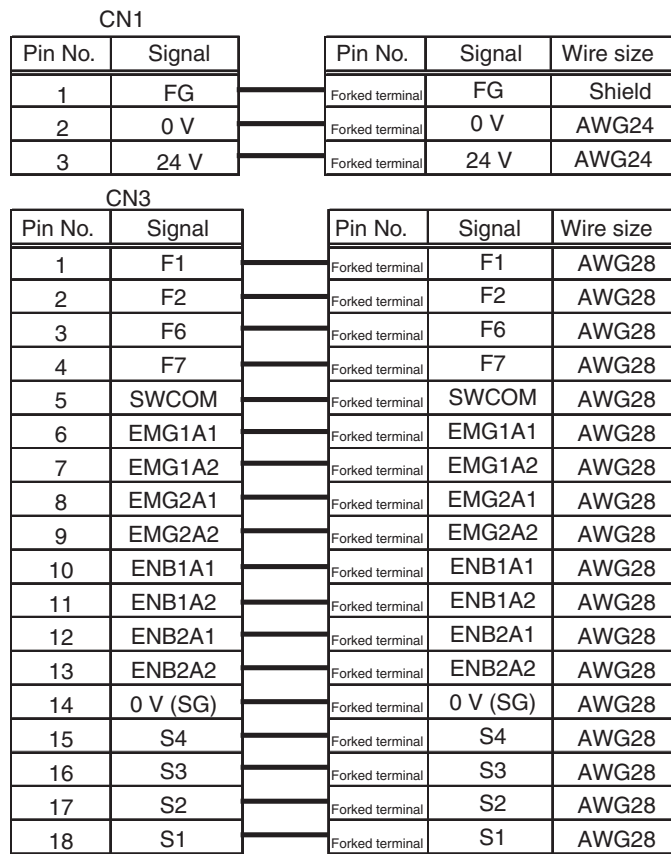 CN1
Pin No. Signal Pin No. Signal Wire size
1 FG Forked terminal FG Shield
2 0 V Forked terminal 0 V AWG24
3 24 V Forked terminal 24 V AWG24
CN3
Pin No. Signal Pin No. Signal Wire size
1 F1 Forked terminal F1 AWG28
2 F2 Forked terminal F2 AWG28
3 F6 Forked terminal F6 AWG28
4 F7 Forked terminal F7 AWG28
5 SWCOM Forked terminal SWCOM AWG28
6 EMG1A1 Forked terminal EMG1A1 AWG28
7 EMG1A2 Forked terminal EMG1A2 AWG28
8 EMG2A1 Forked terminal EMG2A1 AWG28
9 EMG2A2 Forked terminal EMG2A2 AWG28
10 ENB1A1 Forked terminal ENB1A1 AWG28
11 ENB1A2 Forked terminal ENB1A2 AWG28
12 ENB2A1 Forked terminal ENB2A1 AWG28
13 ENB2A2 Forked terminal ENB2A2 AWG28
14 0 V (SG) Forked terminal 0 V (SG) AWG28
15 S4 Forked terminal S4 AWG28
16 S3 Forked terminal S3 AWG28
17 S2 Forked terminal S2 AWG28
18 S1 Forked terminal S1 AWG28